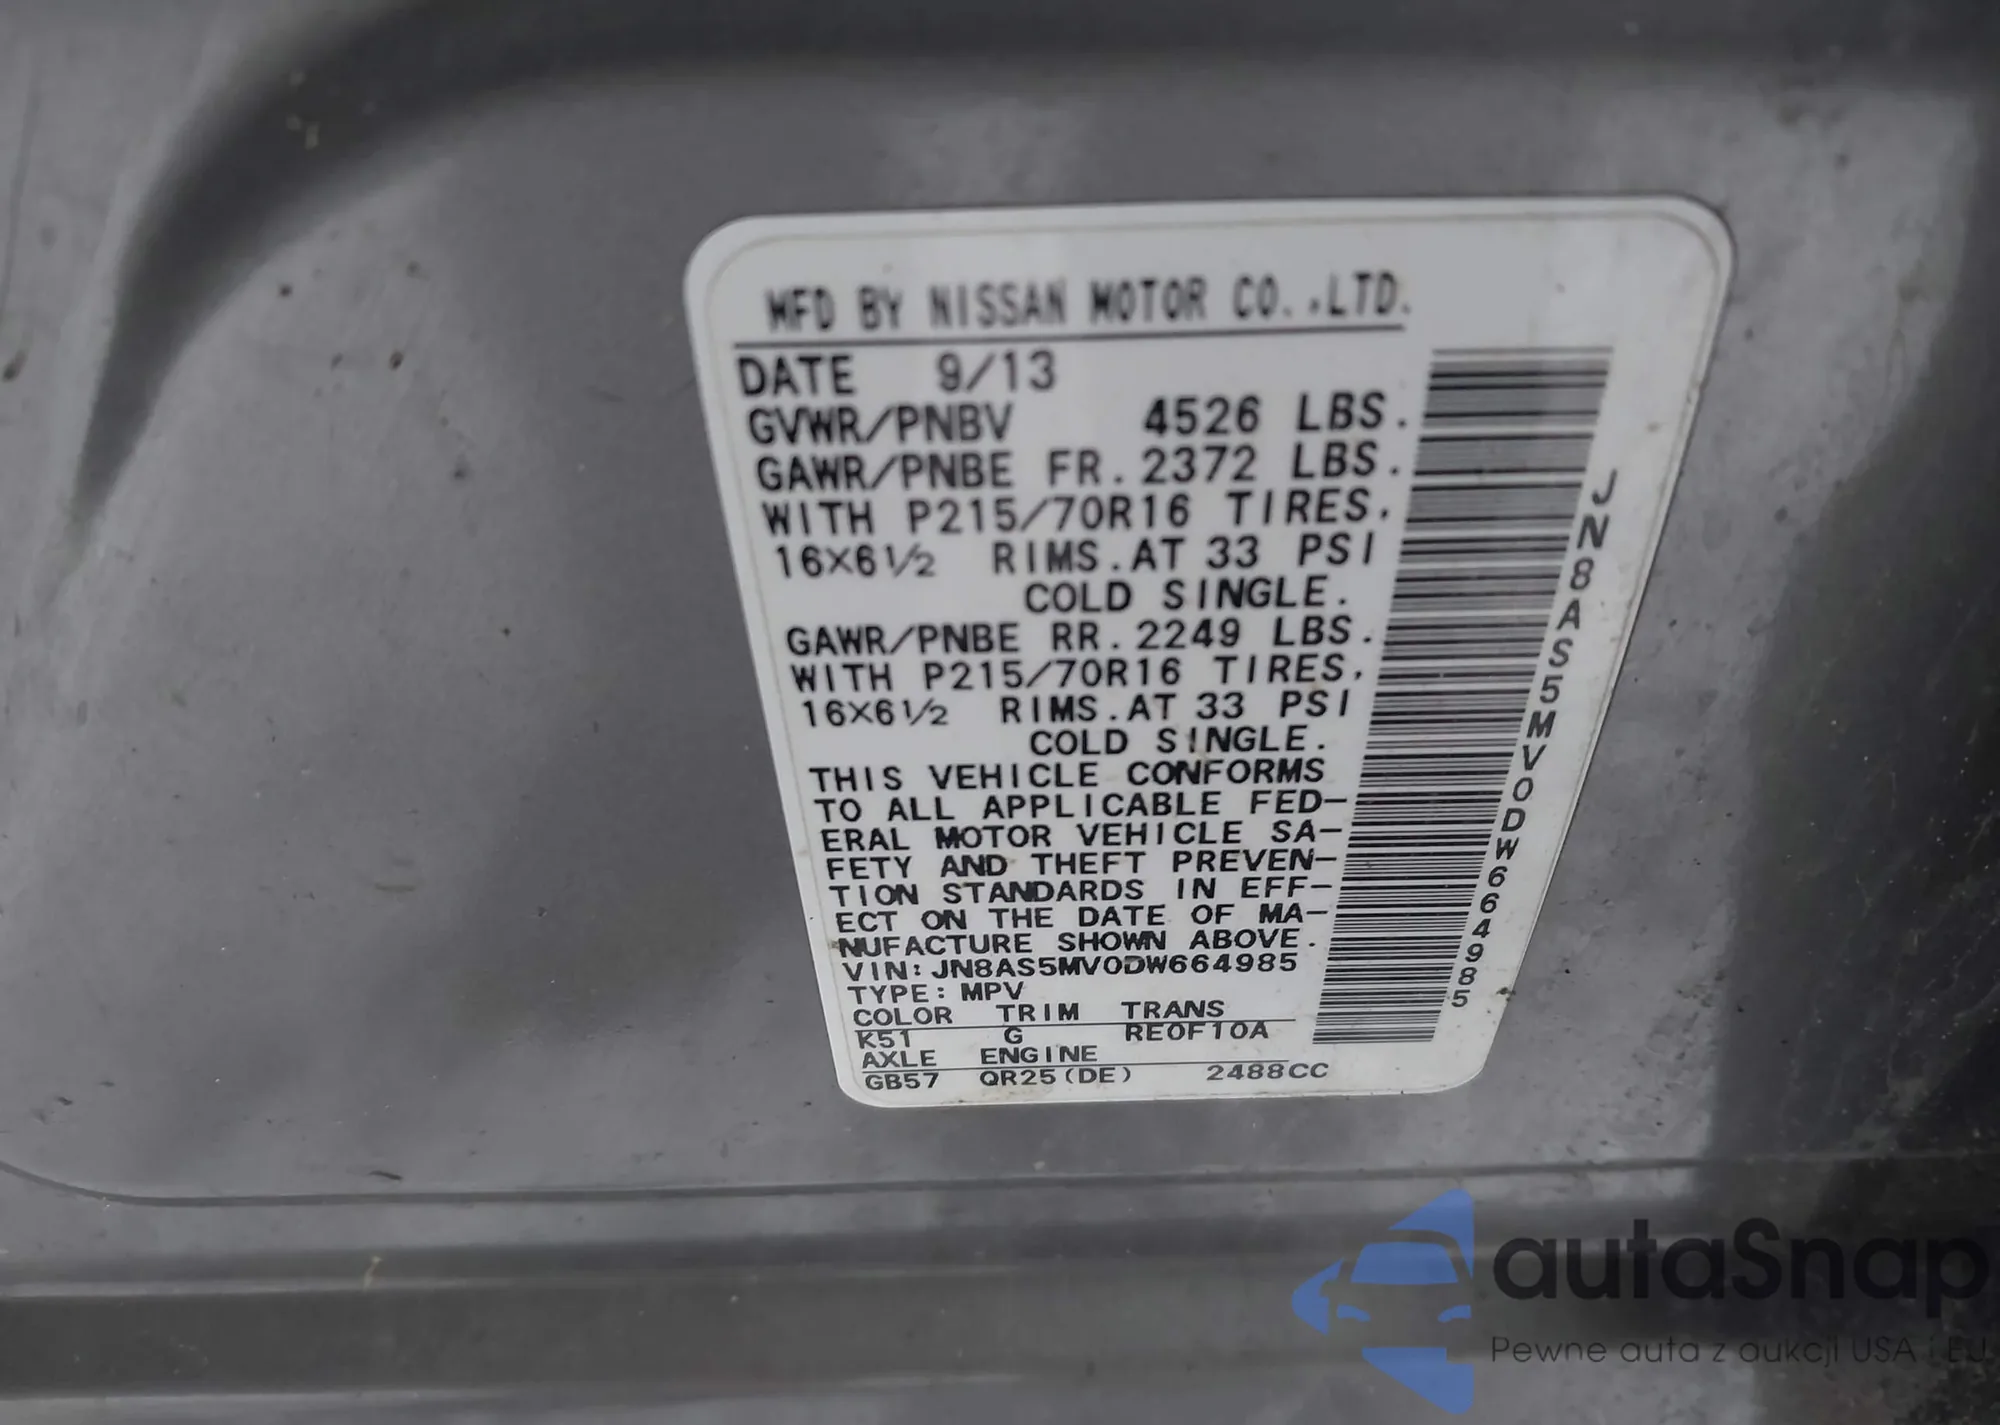 MFD BY NISSAN MOTOR CO.,LTD.
DATE 9/13
GVWR/PNBV 4526 LBS.
GAWR/PNBE FR. 2372 LBS.
WITH P215/70R16 TIRES,
16X6½ RIMS.AT 33 PSI
COLD SINGLE.
GAWR/PNBE RR. 2249 LBS.
WITH P215/70R16 TIRES,
16X6½ RIMS.AT 33 PSI
COLD SINGLE.
THIS VEHICLE CONFORMS
TO ALL APPLICABLE FED-
ERAL MOTOR VEHICLE SA-
FETY AND THEFT PREVEN-
TION STANDARDS IN EFF-
ECT ON THE DATE OF MA-
NUFACTURE SHOWN ABOVE.
VIN: JN8AS5MV0DW664985
TYPE: MPV
COLOR TRIM TRANS
K51 G RE0F10A
AXLE ENGINE
GB57 QR25(DE) 2488CC
JN8AS5MV0DW664985
autaSnap
Pewne auta z aukcji USA i EU